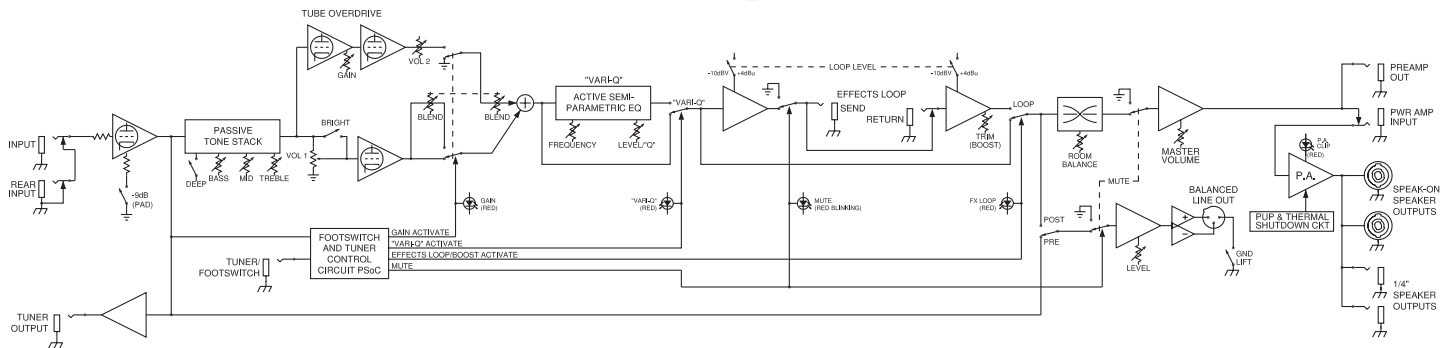 TUBE OVERDRIVE
GAIN
VOL 2
"VARI-Q"
ACTIVE SEMI-
PARAMETRIC EQ
FREQUENCY
LEVEL/"Q"
"VARI-Q"
-10dBV
+4dBu
LOOP LEVEL
-10dBV
+4dBu
EFFECTS LOOP
SEND
RETURN
TRIM
(BOOST)
LOOP
PREAMP
OUT
PWR AMP
INPUT
INPUT
REAR
INPUT
-9dB
(PAD)
PASSIVE
TONE STACK
DEEP
BASS
MID
TREBLE
BRIGHT
VOL 1
BLEND
BLEND
ROOM
BALANCE
MASTER
VOLUME
MUTE
P.A.
CLIP
(RED)
P.A.
PUP & THERMAL
SHUTDOWN CKT
SPEAK-ON
SPEAKER
OUTPUTS
GAIN
(RED)
"VARI-Q"
(RED)
MUTE
(RED BLINKING)
FX LOOP
(RED)
POST
PRE
BALANCED
LINE OUT
+
−
LEVEL
GND
LIFT
FOOTSWITCH
AND TUNER
CONTROL
CIRCUIT PSoC
GAIN ACTIVATE
"VARI-Q" ACTIVATE
EFFECTS LOOP/BOOST ACTIVATE
MUTE
TUNER/
FOOTSWITCH
TUNER
OUTPUT
1/4"
SPEAKER
OUTPUTS